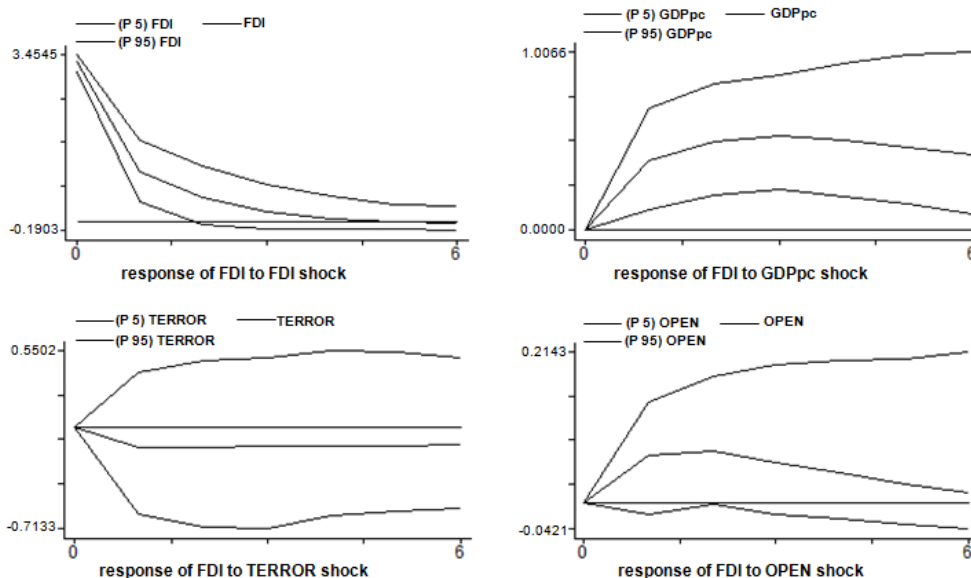 (P 5) FDI FDI
(P 95) FDI
3.4545
-0.1903
0 6
response of FDI to FDI shock
(P 5) GDPpc GDPpc
(P 95) GDPpc
1.0066
0.0000
0 6
response of FDI to GDPpc shock
(P 5) TERROR TERROR
(P 95) TERROR
0.5502
-0.7133
0 6
response of FDI to TERROR shock
(P 5) OPEN OPEN
(P 95) OPEN
0.2143
-0.0421
0 6
response of FDI to OPEN shock